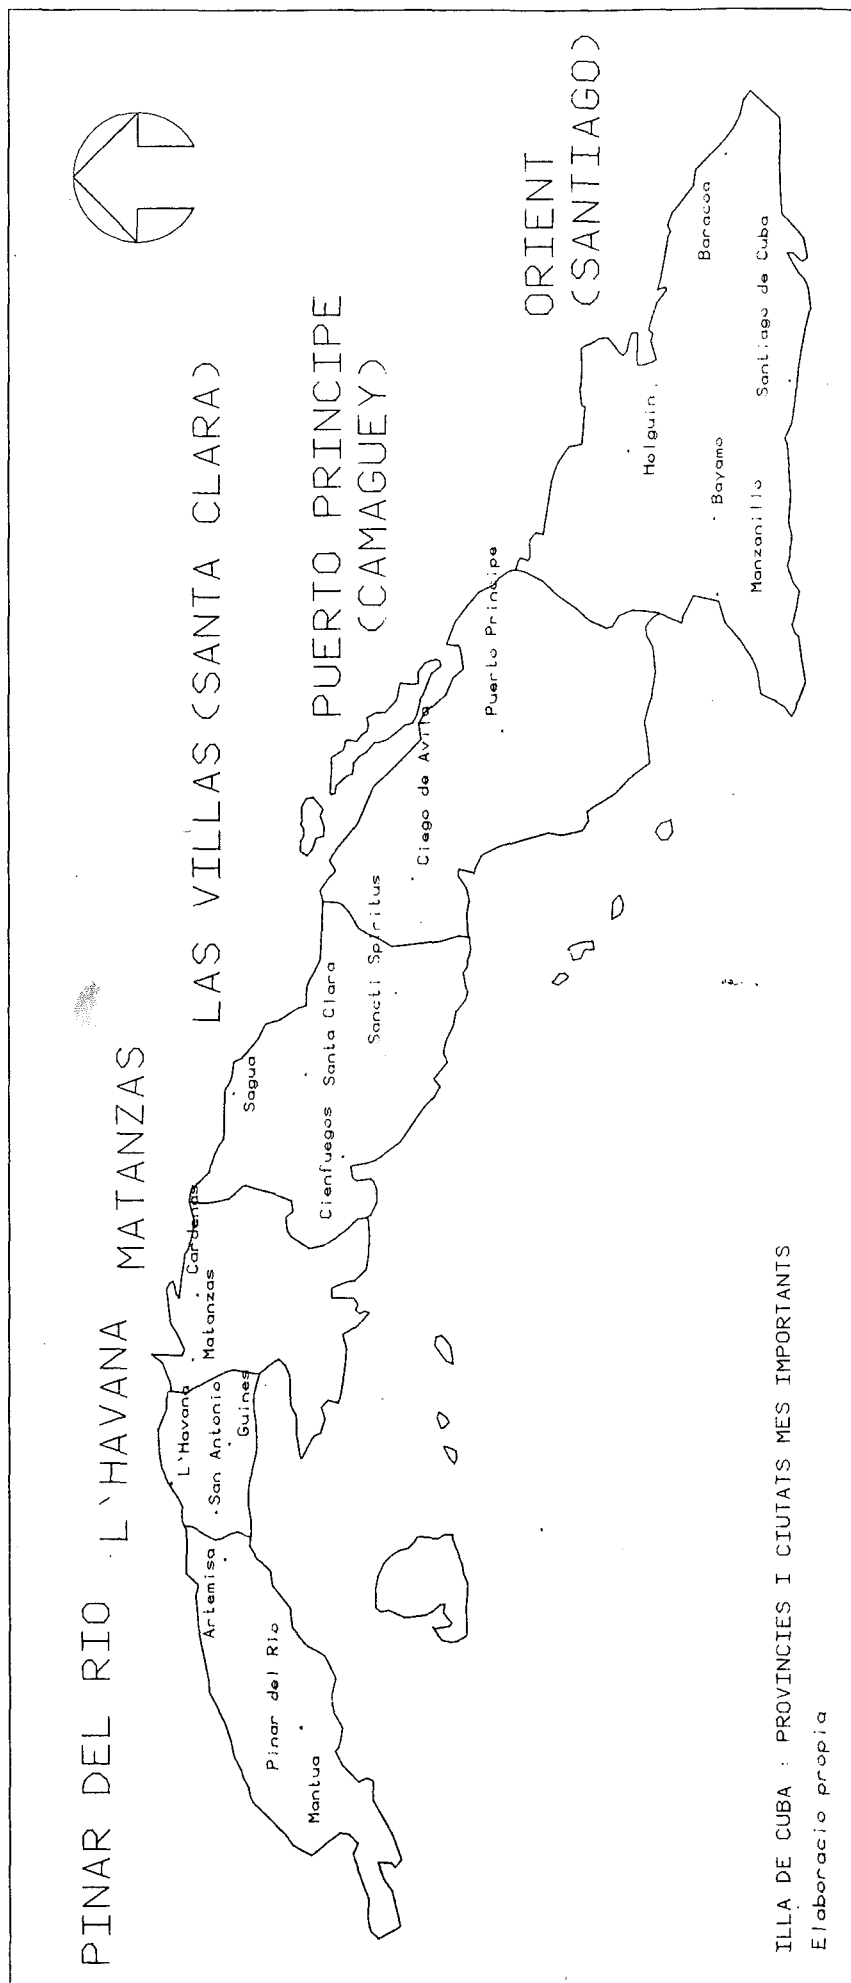 PINAR DEL RIO
L'HAVANA
MATANZAS
LAS VILLAS (SANTA CLARA)
PUERTO PRINCIPE
(CAMAGUEY)
ORIENT
(SANTIAGO)
Mantua
Pinar del Rio
Artemisa
L'Havana
San Antonio
Guines
Matanzas
Cardenas
Sagua
Cienfuegos
Santa Clara
Sancti Spiritus
Ciego de Avila
Puerto Principe
Holguin
Bayamo
Manzanillo
Baracoa
Santiago de Cuba
ILLA DE CUBA : PROVINCIES I CIUTATS MES IMPORTANTS
Elaboracio propia